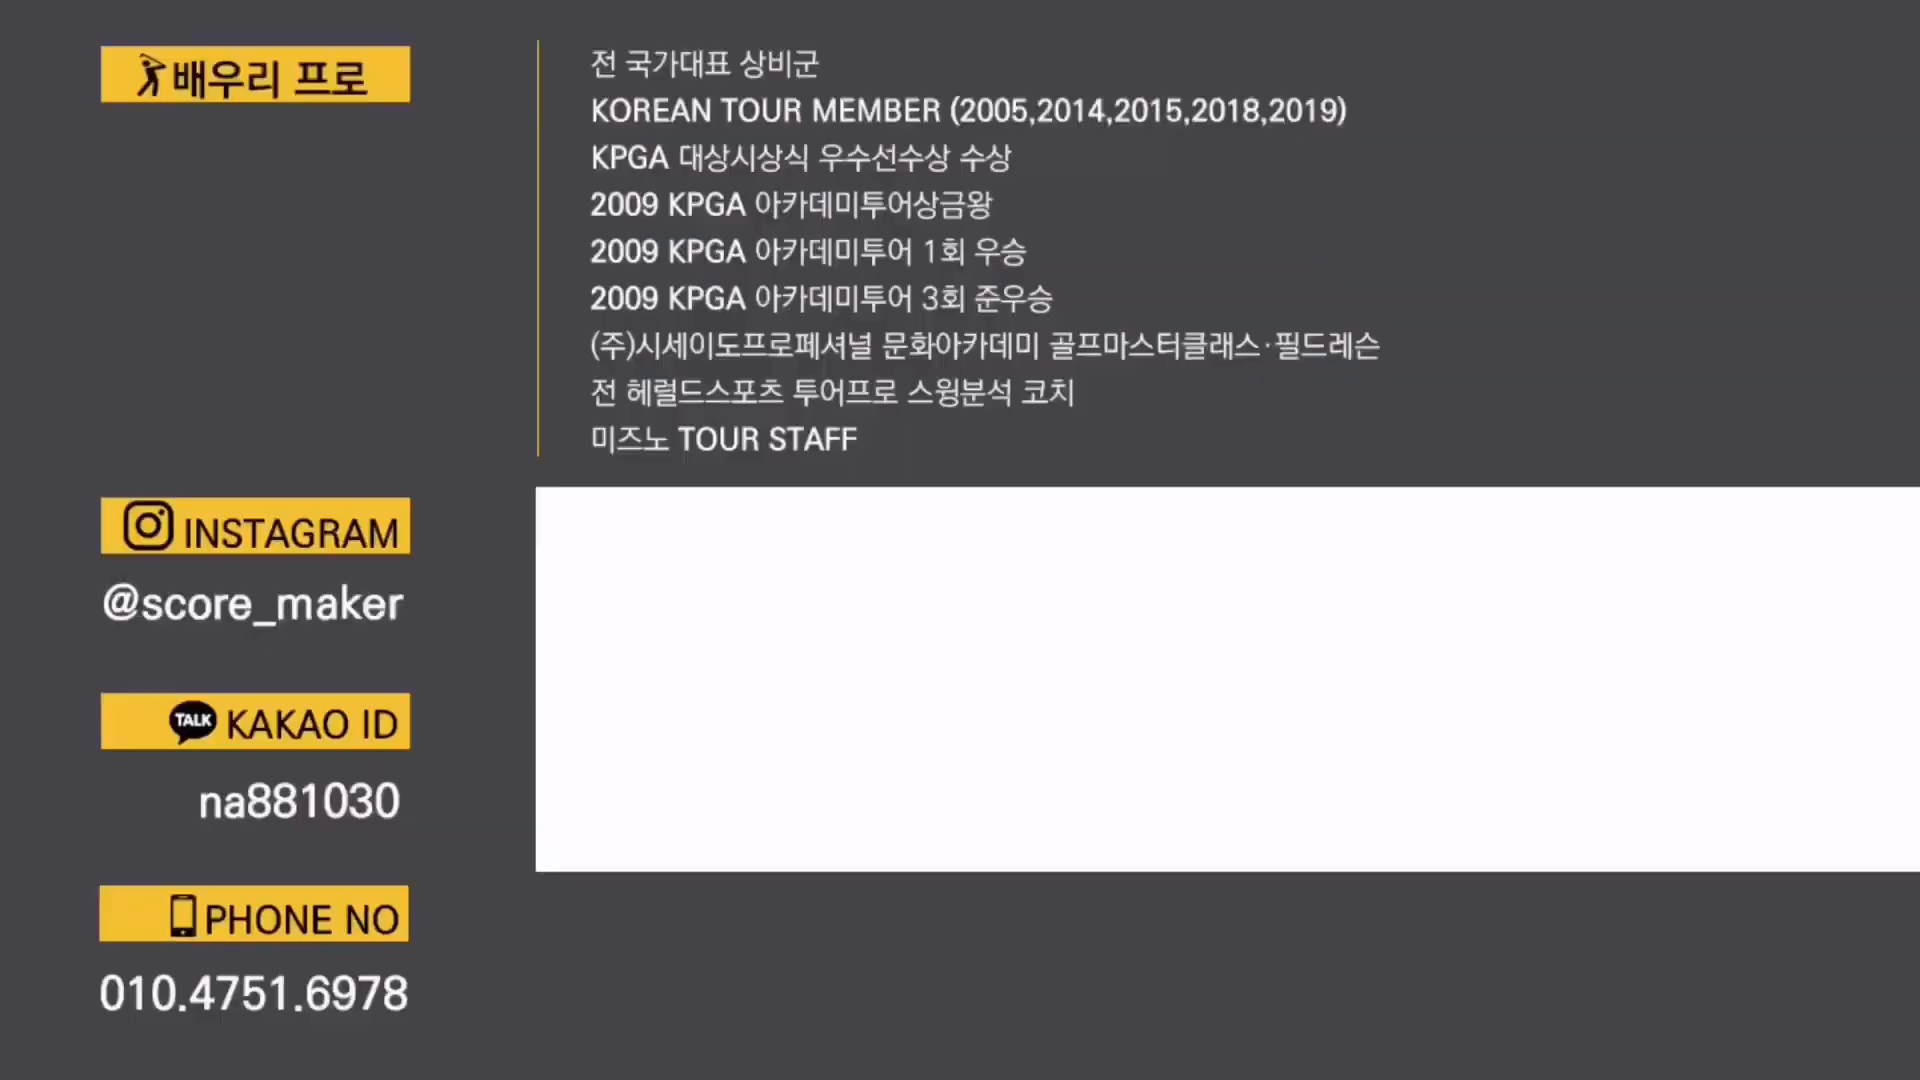 배우리 프로
전 국가대표 상비군
KOREAN TOUR MEMBER (2005,2014,2015,2018,2019)
KPGA 대상시상식 우수선수상 수상
2009 KPGA 아카데미투어상금왕
2009 KPGA 아카데미투어 1회 우승
2009 KPGA 아카데미투어 3회 준우승
(주)시세이도프로페셔널 문화아카데미 골프마스터클래스·필드레슨
전 헤럴드스포츠 투어프로 스윙분석 코치
미즈노 TOUR STAFF
INSTAGRAM
@score_maker
TALK KAKAO ID
na881030
PHONE NO
010.4751.6978